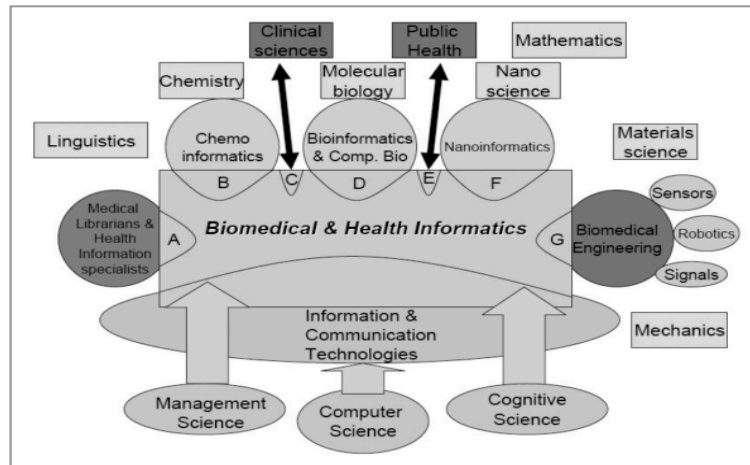 Clinical
sciences
Public
Health
Mathematics
Chemistry
Molecular
biology
Nano
science
Linguistics
Chemo
informatics
Bioinformatics
& Comp. Bio
Nanoinformatics
Materials
science
B
C
D
E
F
Sensors
Medical
Librarians &
Health
Information
specialists
A
Biomedical & Health Informatics
G
Biomedical
Engineering
Robotics
Signals
Information &
Communication
Technologies
Mechanics
Management
Science
Computer
Science
Cognitive
Science